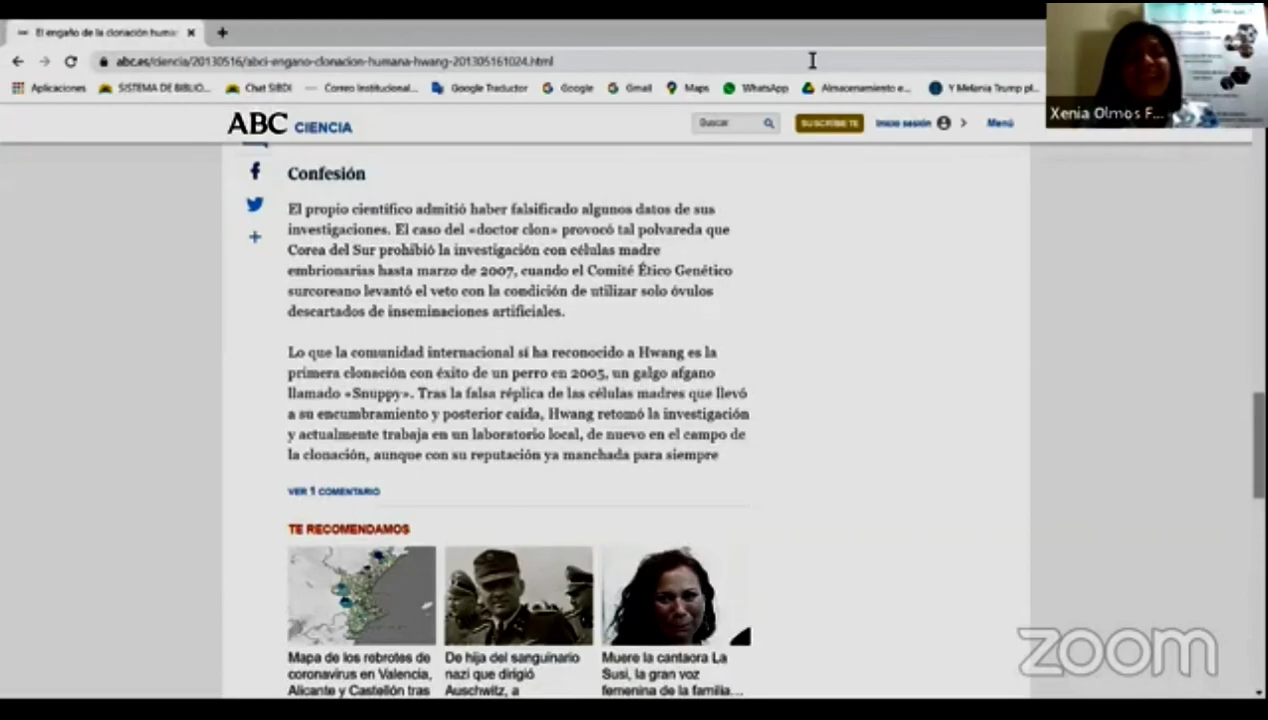 El engaño de la clonación huma
abc.es/ciencia/20130516/abci-engano-clonacion-humana-hwang-201305161024.html
Aplicaciones
SISTEMA DE BIBLIO...
Chat SIBDI
Correo Institucional...
Google Traductor
Google
Gmail
Maps
WhatsApp
Almacenamiento e...
Y Melania Trump pl...
Xenia Olmos F...
ABC CIENCIA
Buscar
SUSCRÍBETE
Inicio sesión
Menú
Confesión
El propio científico admitió haber falsificado algunos datos de sus
investigaciones. El caso del «doctor clon» provocó tal polvareda que
Corea del Sur prohibió la investigación con células madre
embrionarias hasta marzo de 2007, cuando el Comité Ético Genético
surcoreano levantó el veto con la condición de utilizar solo óvulos
descartados de inseminaciones artificiales.
Lo que la comunidad internacional sí ha reconocido a Hwang es la
primera clonación con éxito de un perro en 2005, un galgo afgano
llamado «Snuppy». Tras la falsa réplica de las células madres que llevó
a su encumbramiento y posterior caída, Hwang retomó la investigación
y actualmente trabaja en un laboratorio local, de nuevo en el campo de
la clonación, aunque con su reputación ya manchada para siempre
VER 1 COMENTARIO
TE RECOMENDAMOS
Mapa de los rebrotes de
coronavirus en Valencia,
Alicante y Castellón tras
De hija del sanguinario
nazi que dirigió
Auschwitz, a
Muere la cantaora La
Susi, la gran voz
femenina de la familia...
zoom